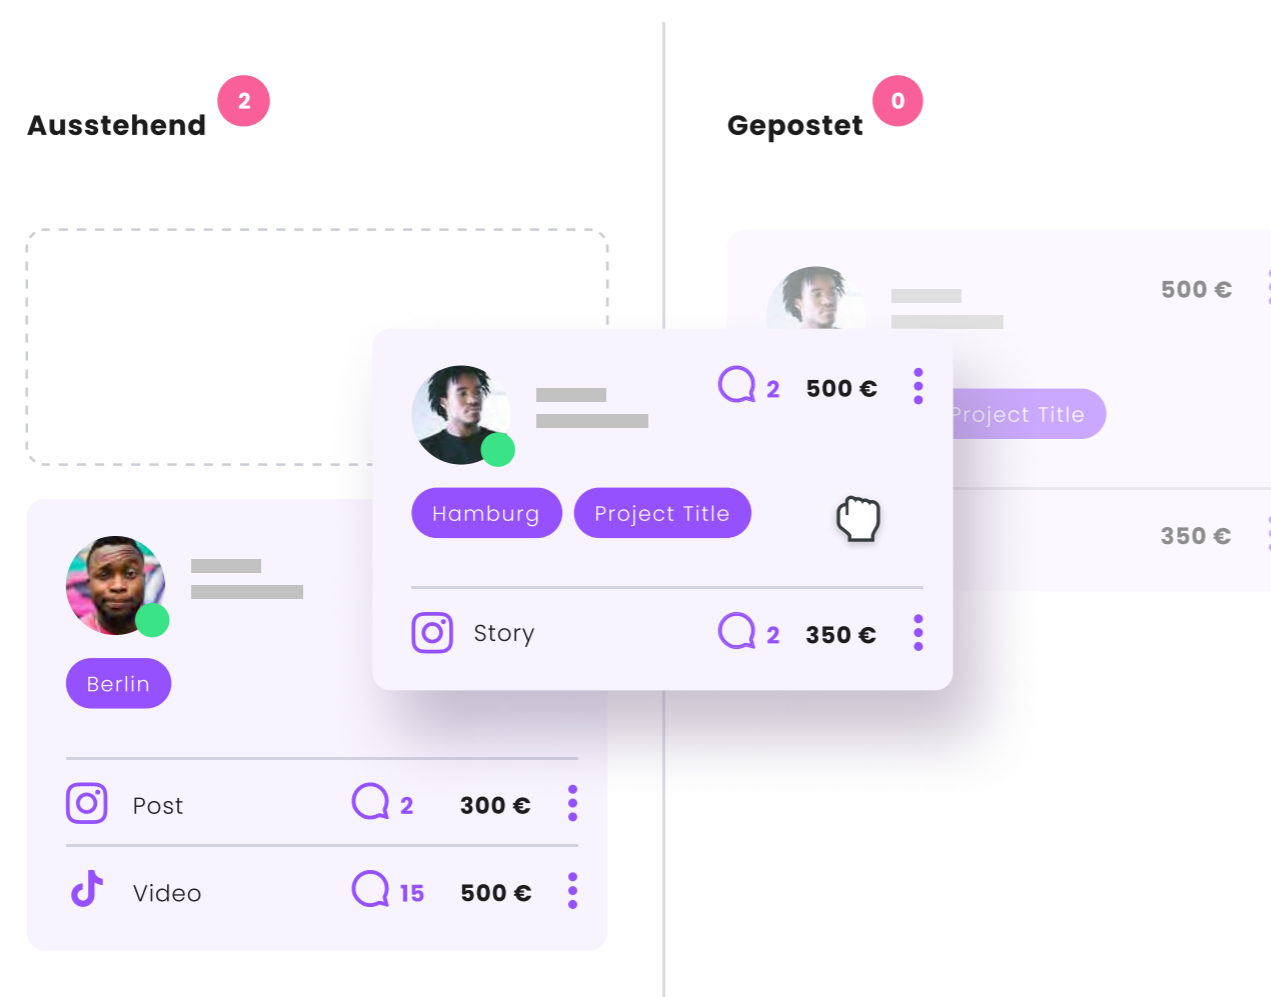 Ausstehend 2
Gepostet 0
500 €
Project Title
350 €
2 500 €
Hamburg Project Title
Story 2 350 €
Berlin
Post 2 300 €
Video 15 500 €